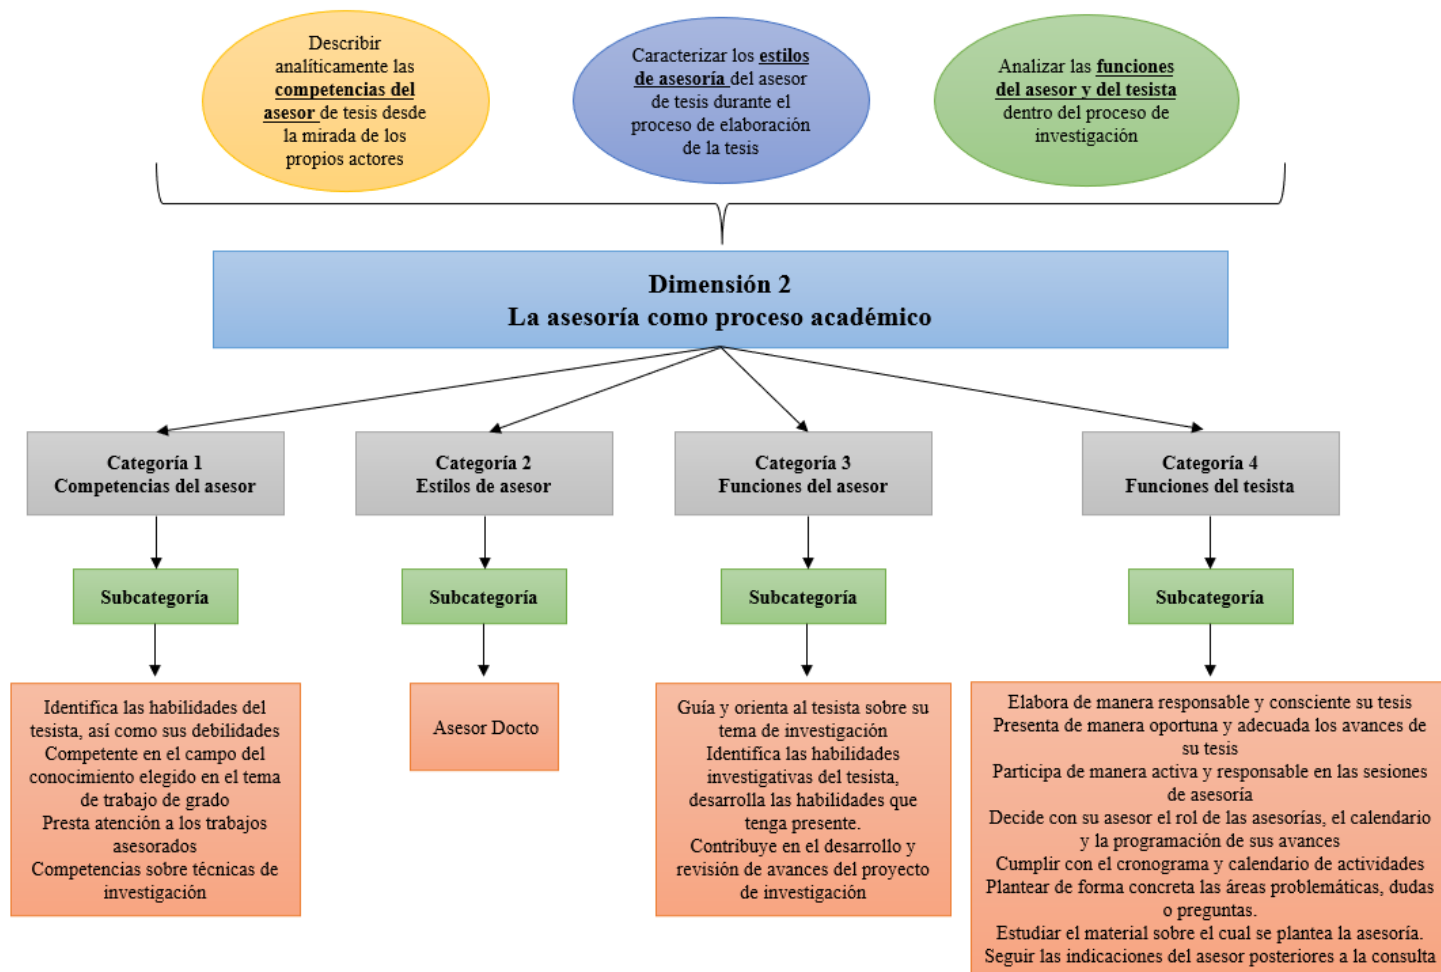 Describir
analíticamente las
competencias del
asesor de tesis desde
la mirada de los
propios actores
Caracterizar los estilos
de asesoría del asesor
de tesis durante el
proceso de elaboración
de la tesis
Analizar las funciones
del asesor y del tesista
dentro del proceso de
investigación
Dimensión 2
La asesoría como proceso académico
Categoría 1
Competencias del asesor
Categoría 2
Estilos de asesor
Categoría 3
Funciones del asesor
Categoría 4
Funciones del tesista
Subcategoría
Subcategoría
Subcategoría
Subcategoría
Identifica las habilidades del
tesista, así como sus debilidades
Competente en el campo del
conocimiento elegido en el tema
de trabajo de grado
Presta atención a los trabajos
asesorados
Competencias sobre técnicas de
investigación
Asesor Docto
Guía y orienta al tesista sobre su
tema de investigación
Identifica las habilidades
investigativas del tesista,
desarrolla las habilidades que
tenga presente.
Contribuye en el desarrollo y
revisión de avances del proyecto
de investigación
Elabora de manera responsable y consciente su tesis
Presenta de manera oportuna y adecuada los avances de
su tesis
Participa de manera activa y responsable en las sesiones
de asesoría
Decide con su asesor el rol de las asesorías, el calendario
y la programación de sus avances
Cumplir con el cronograma y calendario de actividades
Plantear de forma concreta las áreas problemáticas, dudas
o preguntas.
Estudiar el material sobre el cual se plantea la asesoría.
Seguir las indicaciones del asesor posteriores a la consulta